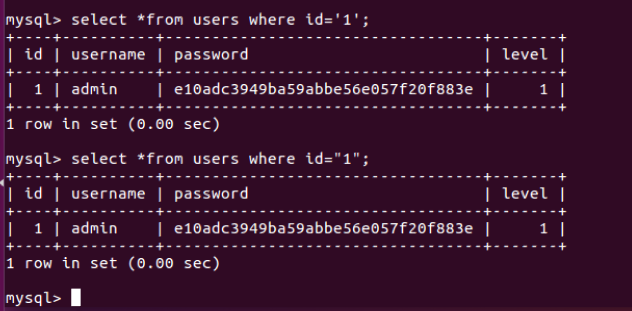 mysql> select *from users where id='1';
+----+----------+----------------------------------+-------+
| id | username | password                         | level |
+----+----------+----------------------------------+-------+
|  1 | admin    | e10adc3949ba59abbe56e057f20f883e |     1 |
+----+----------+----------------------------------+-------+
1 row in set (0.00 sec)
mysql> select *from users where id="1";
+----+----------+----------------------------------+-------+
| id | username | password                         | level |
+----+----------+----------------------------------+-------+
|  1 | admin    | e10adc3949ba59abbe56e057f20f883e |     1 |
+----+----------+----------------------------------+-------+
1 row in set (0.00 sec)
mysql>